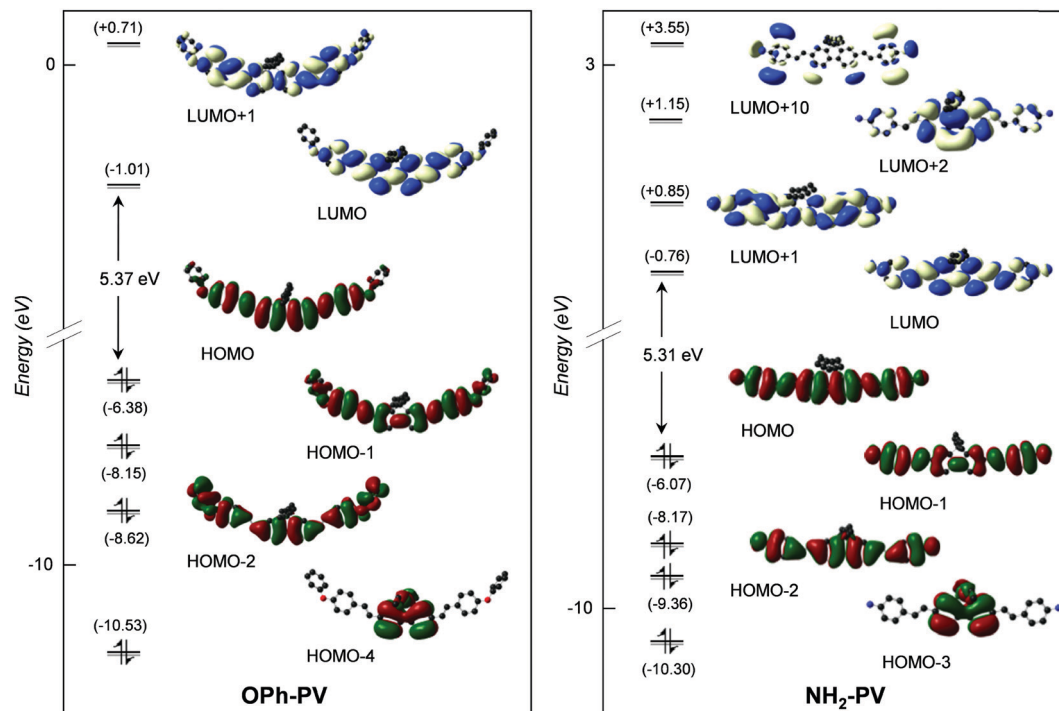 Energy (eV)
0
-10
(+0.71)
LUMO+1
(-1.01)
LUMO
5.37 eV
HOMO
(-6.38)
HOMO-1
(-8.15)
(-8.62)
HOMO-2
(-10.53)
HOMO-4
OPh-PV
Energy (eV)
3
-10
(+3.55)
LUMO+10
(+1.15)
LUMO+2
(+0.85)
LUMO+1
(-0.76)
LUMO
5.31 eV
HOMO
(-6.07)
HOMO-1
(-8.17)
HOMO-2
(-9.36)
(-10.30)
HOMO-3
NH₂-PV